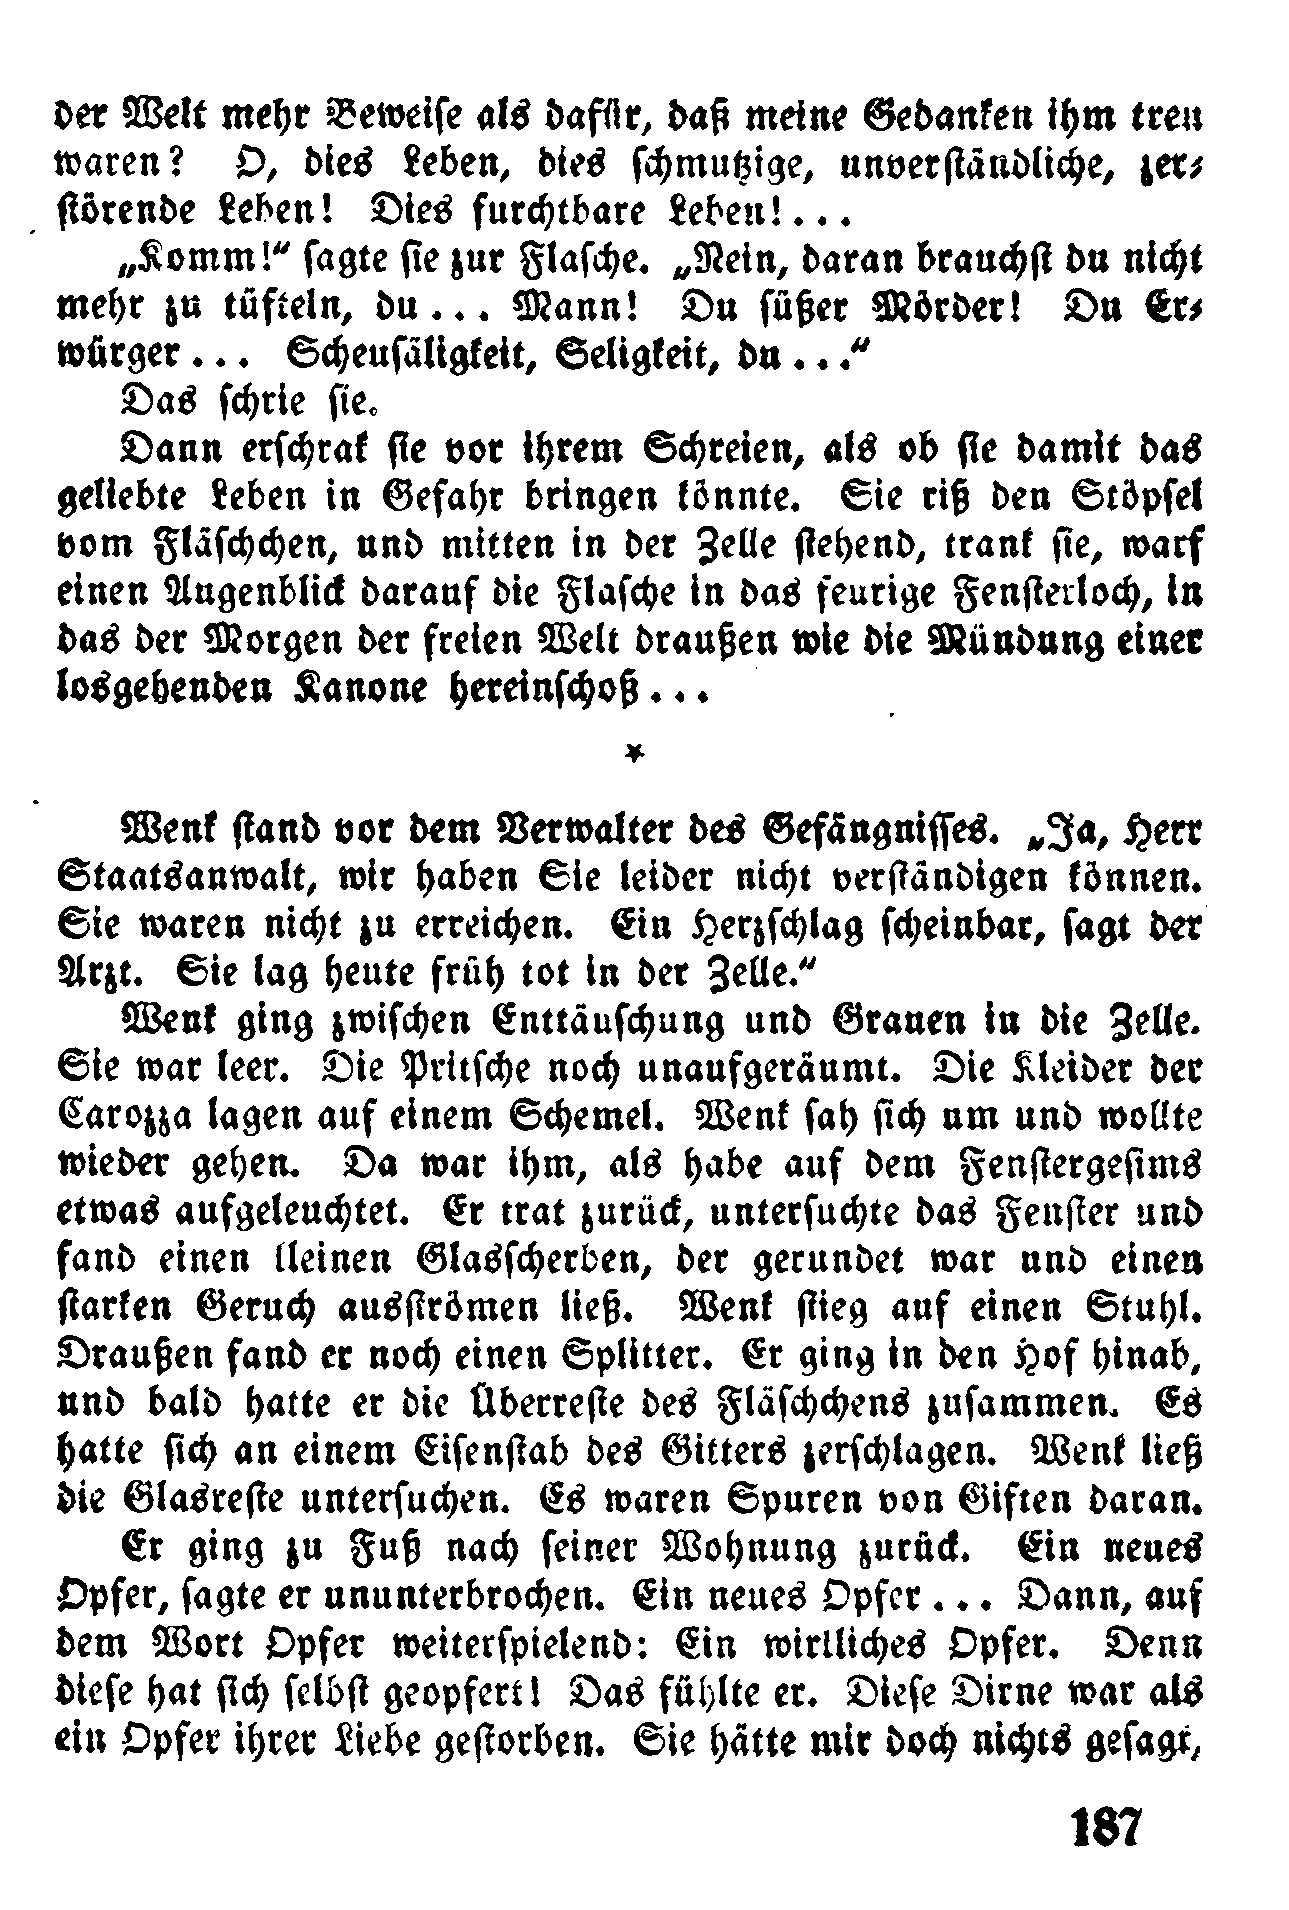 der Welt mehr Beweise als dafür, daß meine Gedanken ihm treu
waren? O, dies Leben, dies schmutzige, unverständliche, zer-
störende Leben! Dies furchtbare Leben!...
„Komm!“ sagte sie zur Flasche. „Nein, daran brauchst du nicht
mehr zu tüfteln, du... Mann! Du süßer Mörder! Du Er-
würger... Scheusäligkeit, Seligkeit, du...“
Das schrie sie.
Dann erschrak sie vor ihrem Schreien, als ob sie damit das
geliebte Leben in Gefahr bringen könnte. Sie riß den Stöpsel
vom Fläschchen, und mitten in der Zelle stehend, trank sie, warf
einen Augenblick darauf die Flasche in das feurige Fensterloch, in
das der Morgen der freien Welt draußen wie die Mündung einer
losgehenden Kanone hereinschoß...
*
Wenk stand vor dem Verwalter des Gefängnisses. „Ja, Herr
Staatsanwalt, wir haben Sie leider nicht verständigen können.
Sie waren nicht zu erreichen. Ein Herzschlag scheinbar, sagt der
Arzt. Sie lag heute früh tot in der Zelle.“
Wenk ging zwischen Enttäuschung und Grauen in die Zelle.
Sie war leer. Die Pritsche noch unaufgeräumt. Die Kleider der
Carozza lagen auf einem Schemel. Wenk sah sich um und wollte
wieder gehen. Da war ihm, als habe auf dem Fenstergesims
etwas aufgeleuchtet. Er trat zurück, untersuchte das Fenster und
fand einen kleinen Glasscherben, der gerundet war und einen
starken Geruch ausströmen ließ. Wenk stieg auf einen Stuhl.
Draußen fand er noch einen Splitter. Er ging in den Hof hinab,
und bald hatte er die Überreste des Fläschchens zusammen. Es
hatte sich an einem Eisenstab des Gitters zerschlagen. Wenk ließ
die Glasreste untersuchen. Es waren Spuren von Giften daran.
Er ging zu Fuß nach seiner Wohnung zurück. Ein neues
Opfer, sagte er ununterbrochen. Ein neues Opfer... Dann, auf
dem Wort Opfer weiterspielend: Ein wirkliches Opfer. Denn
diese hat sich selbst geopfert! Das fühlte er. Diese Dirne war als
ein Opfer ihrer Liebe gestorben. Sie hätte mir doch nichts gesagt,
187